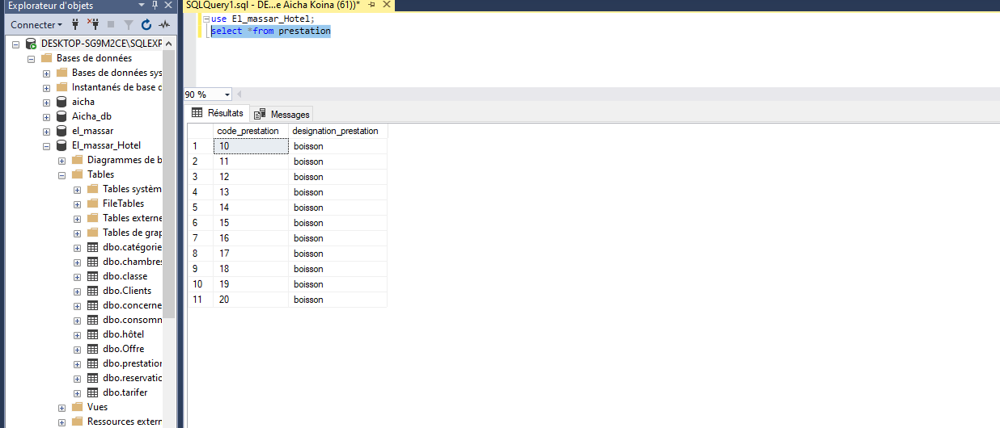 Explorateur d'objets
Connecter
DESKTOP-SG9M2CE\SQLEXP
Bases de données
Bases de données sys
Instantanés de base d
aicha
Aicha_db
el_massar
El_massar_Hotel
Diagrammes de b
Tables
Tables systèm
FileTables
Tables externe
Tables de grap
dbo.catégorie
dbo.chambres
dbo.classe
dbo.Clients
dbo.concerne
dbo.consomm
dbo.hôtel
dbo.Offre
dbo.prestation
dbo.reservatio
dbo.tarifer
Vues
Ressources extern
SQLQuery1.sql - DE...e Aicha Koina (61))*
use El_massar_Hotel;
select *from prestation
90 %
Résultats Messages
code_prestation designation_prestation
1 10 boisson
2 11 boisson
3 12 boisson
4 13 boisson
5 14 boisson
6 15 boisson
7 16 boisson
8 17 boisson
9 18 boisson
10 19 boisson
11 20 boisson